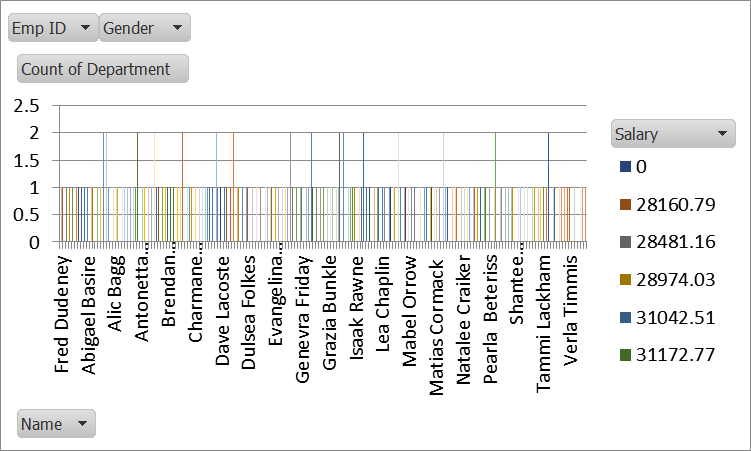 Emp ID Gender
Count of Department
2.5
2
1.5
1
0.5
0
Fred Dudeney
Abigael Basire
Alic Bagg
Antonetta...
Brendan...
Charmane...
Dave Lacoste
Dulsea Folkes
Evangelina...
Genevra Friday
Grazia Bunkle
Isaak Rawne
Lea Chaplin
Mabel Orrow
Matias Cormack
Natalee Craiker
Pearla Beteriss
Shantee...
Tammi Lackham
Verla Timmis
Salary
0
28160.79
28481.16
28974.03
31042.51
31172.77
Name